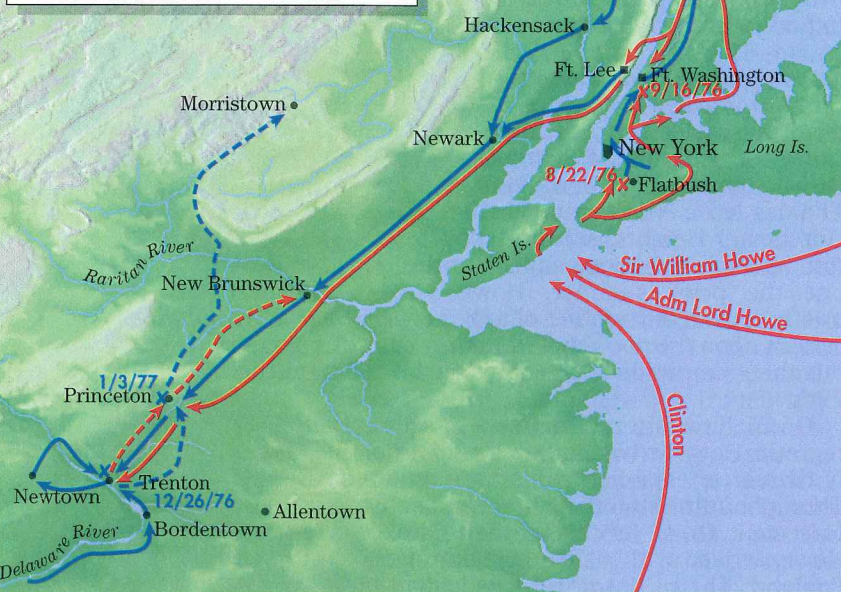 Hackensack
Ft. Lee
Ft. Washington
9/16/76
Morristown
Newark
New York
Long Is.
8/22/76
Flatbush
Raritan River
Staten Is.
New Brunswick
Sir William Howe
Adm Lord Howe
1/3/77
Princeton
Clinton
Newtown
Trenton
12/26/76
Allentown
Bordentown
Delaware River